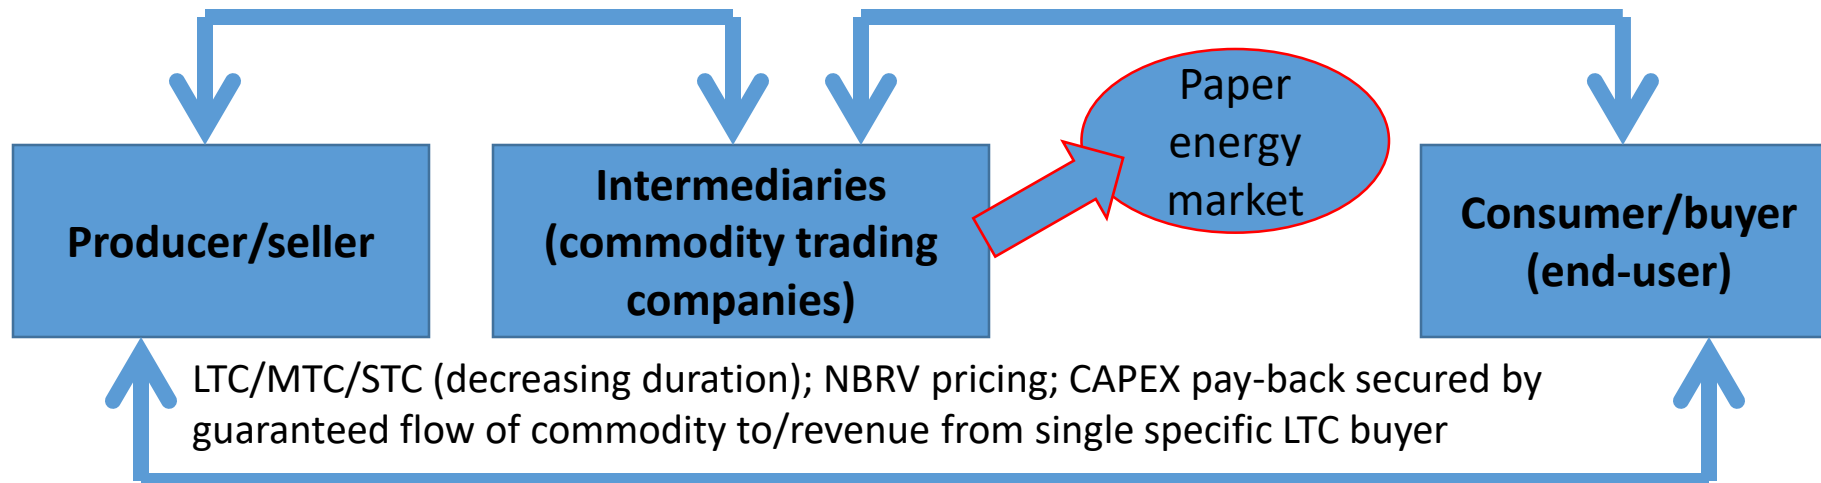 Producer/seller
Intermediaries
(commodity trading
companies)
Paper
energy
market
Consumer/buyer
(end-user)
LTC/MTC/STC (decreasing duration); NBRV pricing; CAPEX pay-back secured by
guaranteed flow of commodity to/revenue from single specific LTC buyer